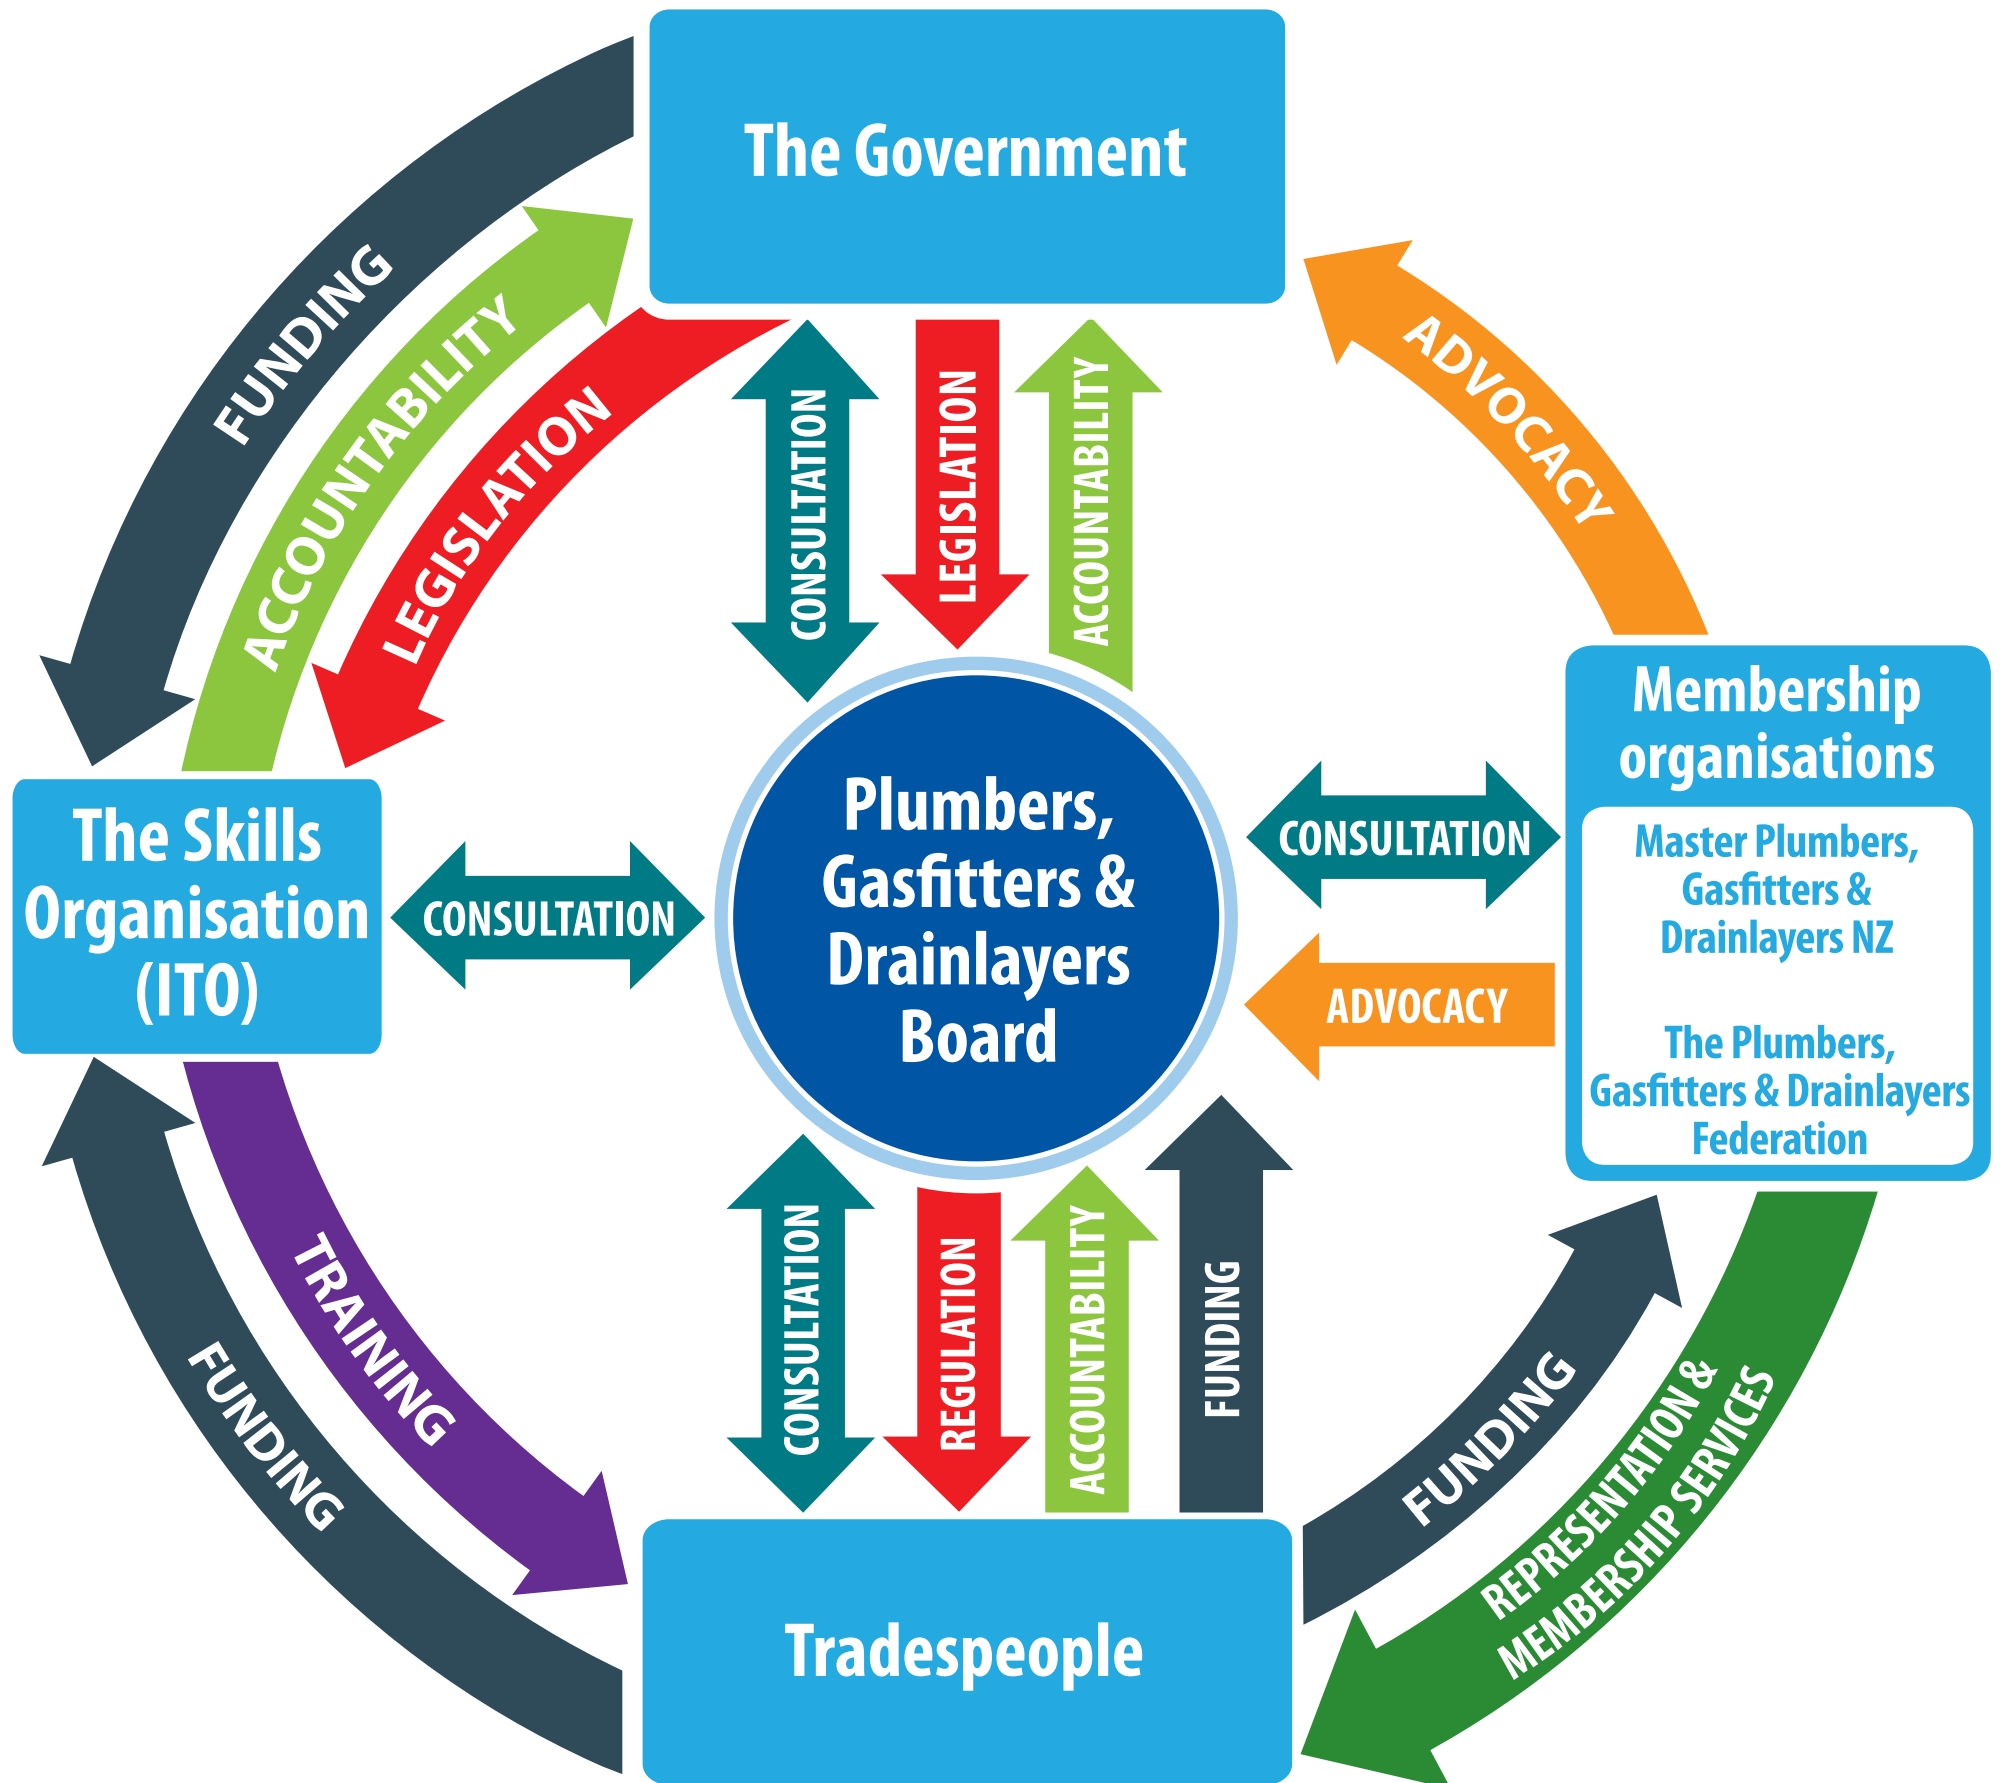 The Government
FUNDING
ACCOUNTABILITY
LEGISLATION
CONSULTATION
LEGISLATION
ACCOUNTABILITY
ADVOCACY
The Skills
Organisation
(ITO)
CONSULTATION
Plumbers,
Gasfitters &
Drainlayers
Board
CONSULTATION
ADVOCACY
Membership
organisations
Master Plumbers,
Gasfitters &
Drainlayers NZ
The Plumbers,
Gasfitters & Drainlayers
Federation
FUNDING
TRAINING
CONSULTATION
REGULATION
ACCOUNTABILITY
FUNDING
FUNDING
REPRESENTATION &
MEMBERSHIP SERVICES
Tradespeople